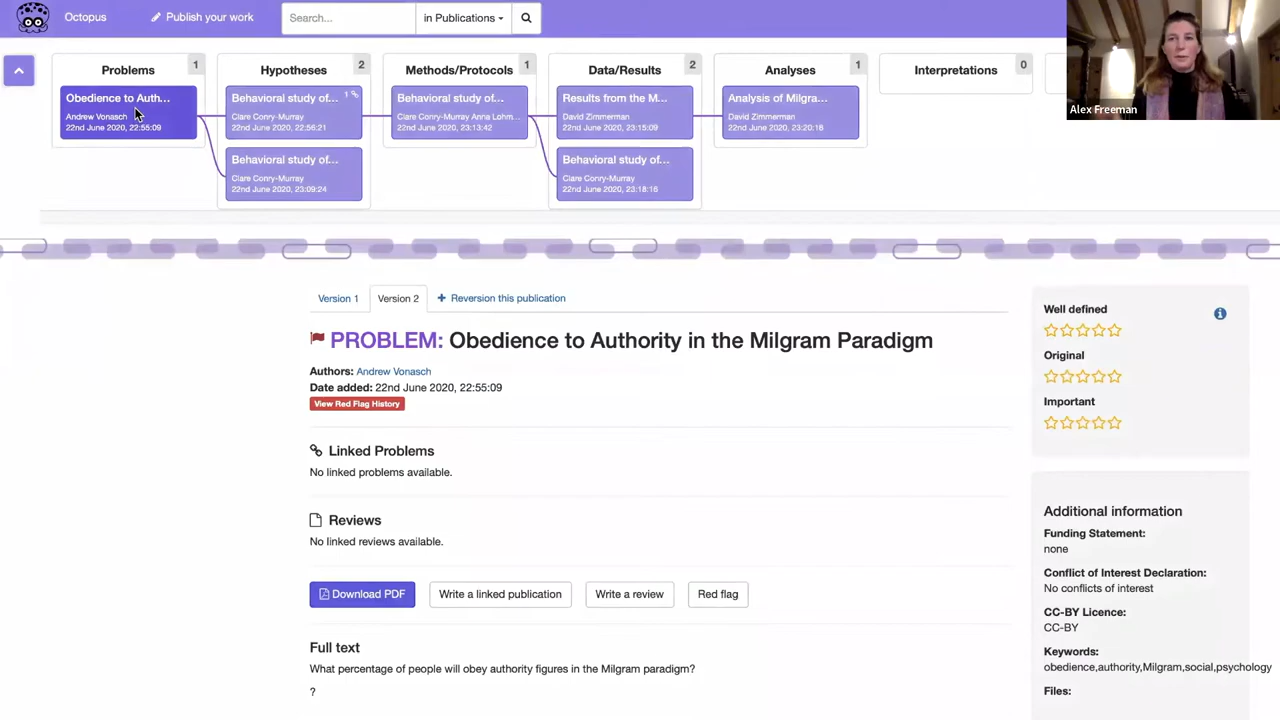 Octopus
Publish your work
Search...
in Publications
Alex Freeman
Problems
1
Obedience to Auth...
Andrew Vonasch
22nd June 2020, 22:55:09
Hypotheses
2
Behavioral study of...
1
Clare Conry-Murray
22nd June 2020, 22:56:21
Behavioral study of...
Clare Conry-Murray
22nd June 2020, 23:09:24
Methods/Protocols
1
Behavioral study of...
Clare Conry-Murray Anna Lohm...
22nd June 2020, 23:13:42
Data/Results
2
Results from the M...
David Zimmerman
22nd June 2020, 23:15:09
Behavioral study of...
Clare Conry-Murray
22nd June 2020, 23:18:16
Analyses
1
Analysis of Milgra...
David Zimmerman
22nd June 2020, 23:20:16
Interpretations
0
Version 1
Version 2
Reversion this publication
PROBLEM: Obedience to Authority in the Milgram Paradigm
Authors: Andrew Vonasch
Date added: 22nd June 2020, 22:55:09
View Red Flag History
Linked Problems
No linked problems available.
Reviews
No linked reviews available.
Download PDF
Write a linked publication
Write a review
Red flag
Full text
What percentage of people will obey authority figures in the Milgram paradigm?
?
Well defined
Original
Important
Additional information
Funding Statement:
none
Conflict of Interest Declaration:
No conflicts of interest
CC-BY Licence:
CC-BY
Keywords:
obedience,authority,Milgram,social,psychology
Files: